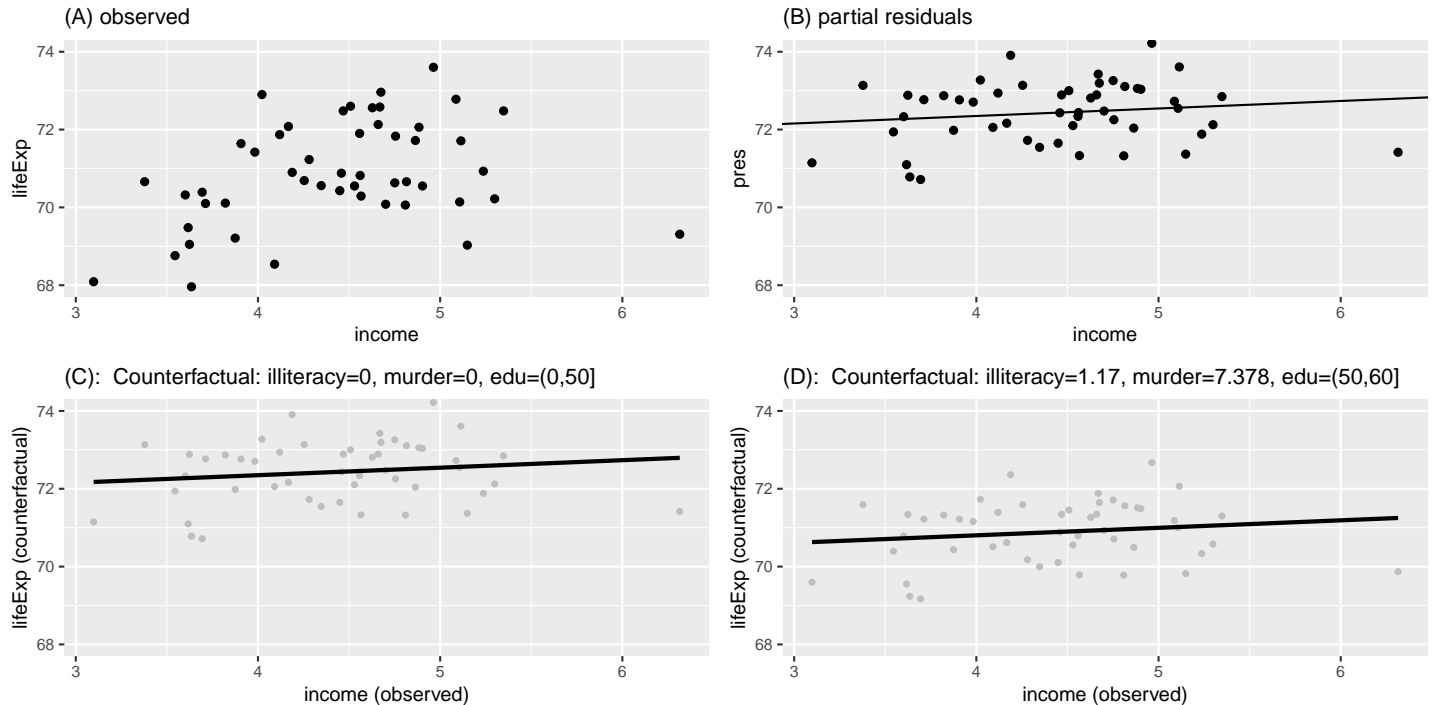 (A) observed
74
72
70
68
lifeExp
3 4 5 6
income
(B) partial residuals
74
72
70
68
pres
3 4 5 6
income
(C): Counterfactual: illiteracy=0, murder=0, edu=(0,50]
74
72
70
68
lifeExp (counterfactual)
3 4 5 6
income (observed)
(D): Counterfactual: illiteracy=1.17, murder=7.378, edu=(50,60]
74
72
70
68
lifeExp (counterfactual)
3 4 5 6
income (observed)